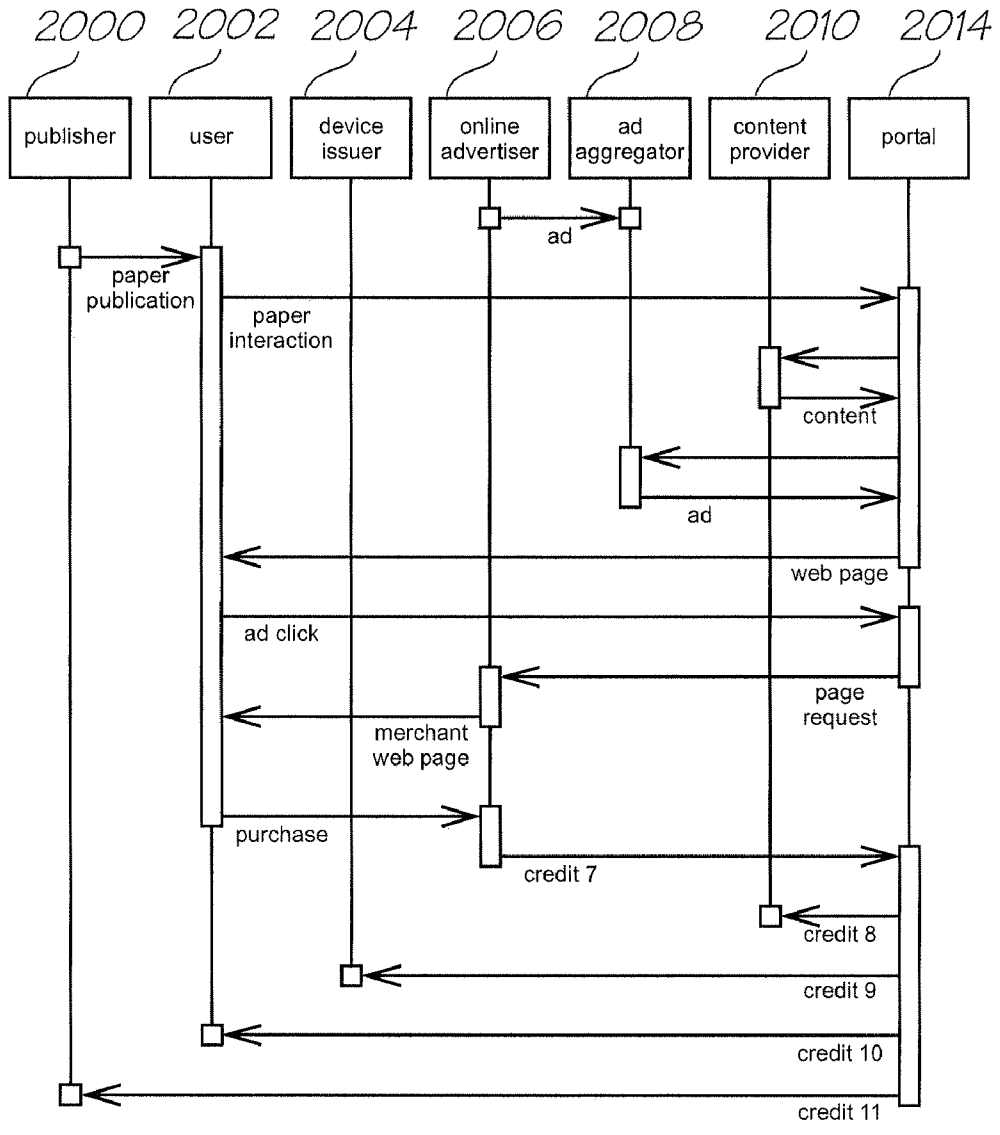 2000 2002 2004 2006 2008 2010 2014
publisher
user
device
issuer
online
advertiser
ad
aggregator
content
provider
portal
ad
paper
publication
paper
interaction
content
ad
web page
ad click
page
request
merchant
web page
purchase
credit 7
credit 8
credit 9
credit 10
credit 11